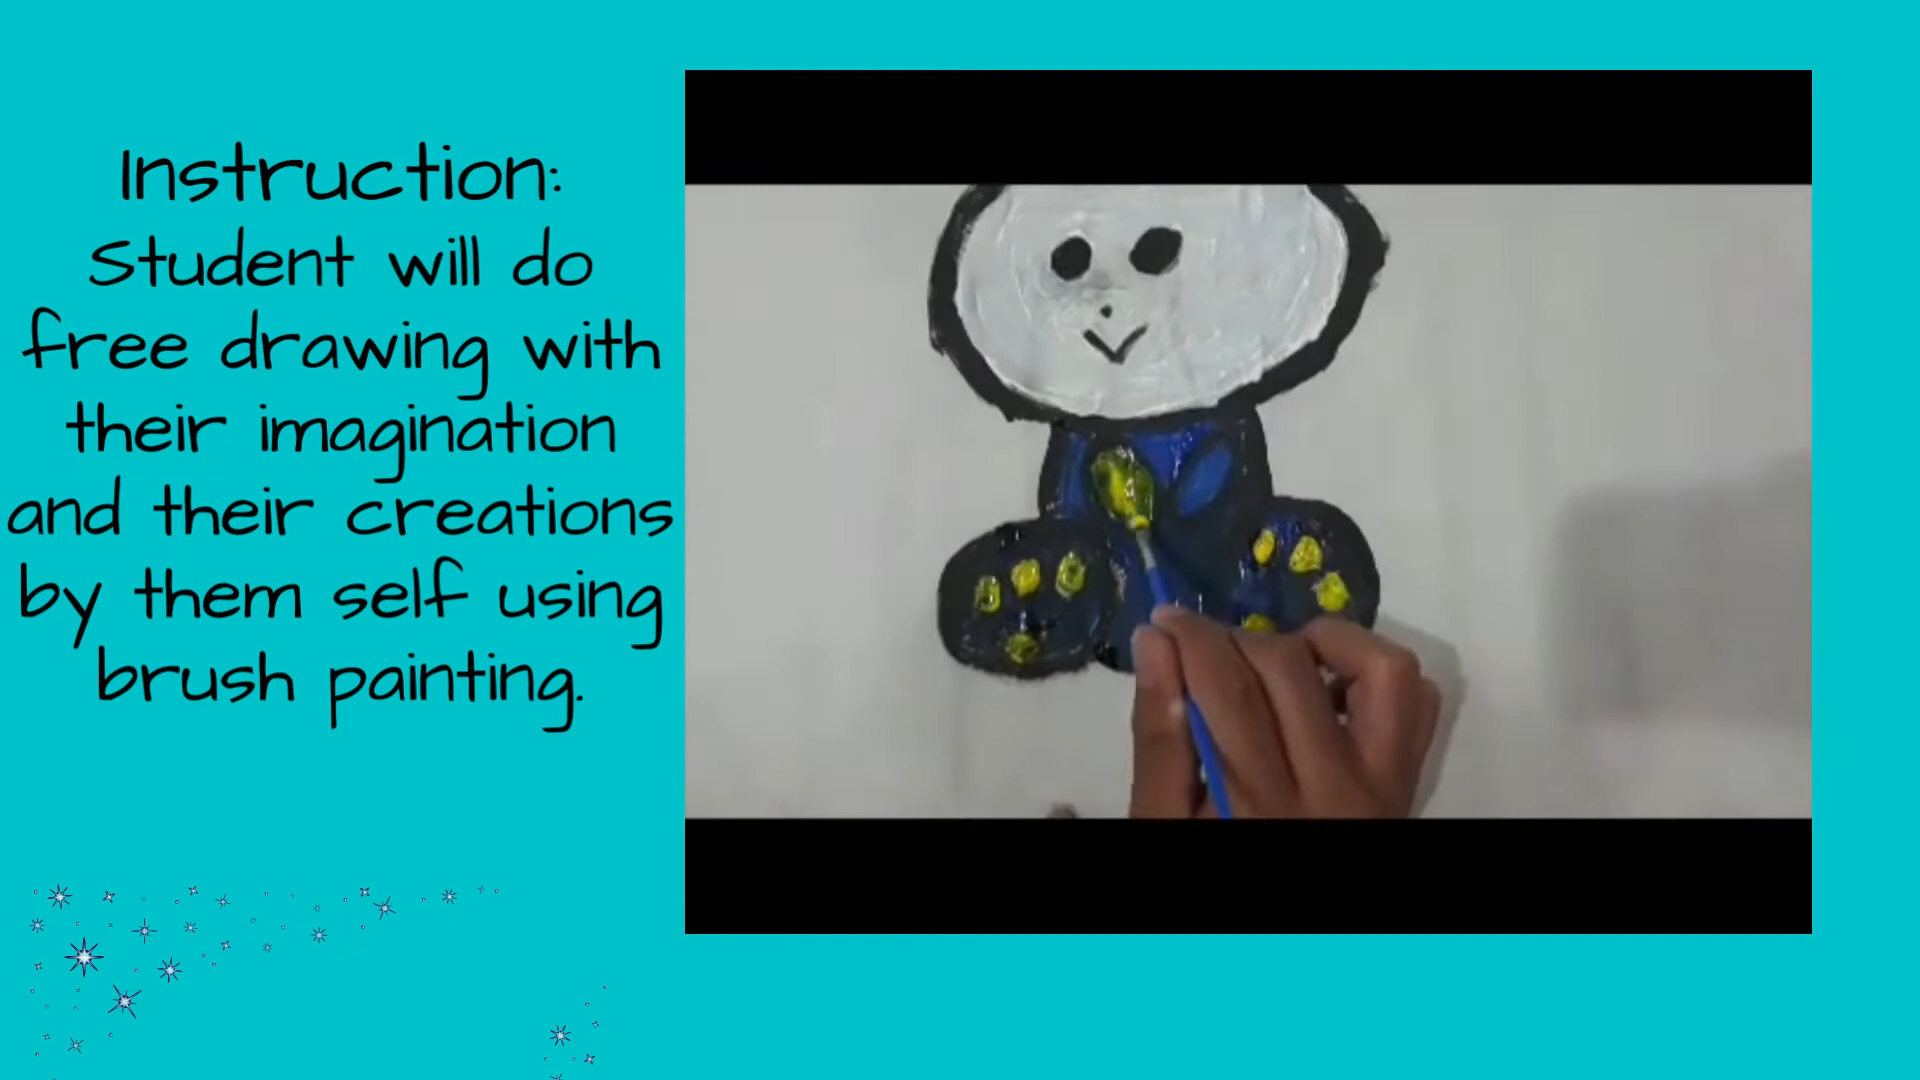 Instruction:
Student will do
free drawing with
their imagination
and their creations
by them self using
brush painting.